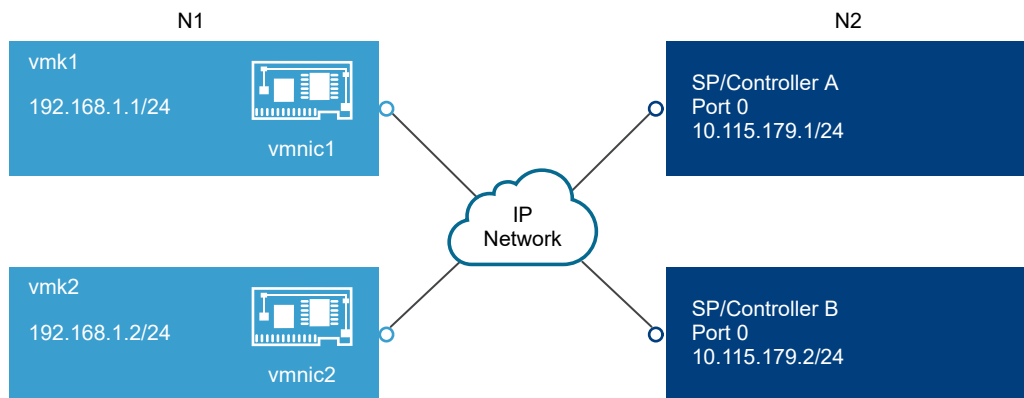 N1
N2
vmk1
192.168.1.1/24
vmnic1
SP/Controller A
Port 0
10.115.179.1/24
IP
Network
vmk2
192.168.1.2/24
vmnic2
SP/Controller B
Port 0
10.115.179.2/24